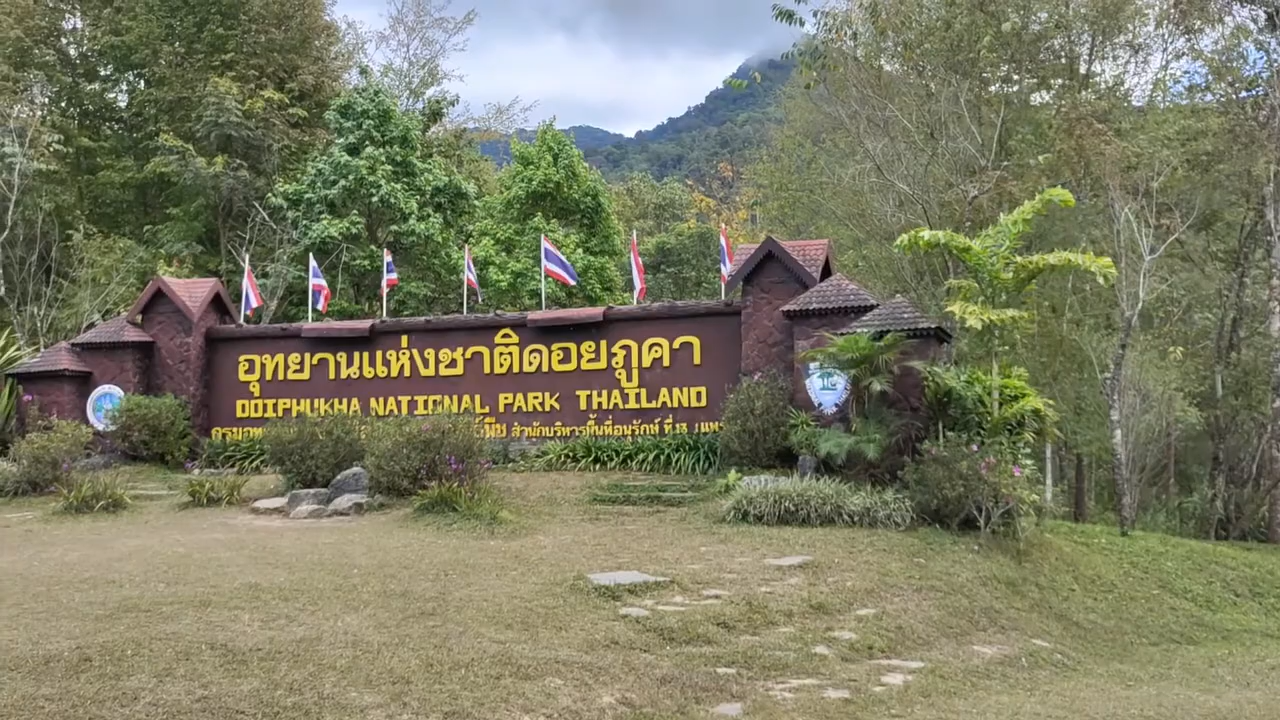 อุทยานแห่งชาติดอยภูคา
DOIPHUKHA NATIONAL PARK THAILAND
สำนักบริหารพื้นที่อนุรักษ์ ที่ 13